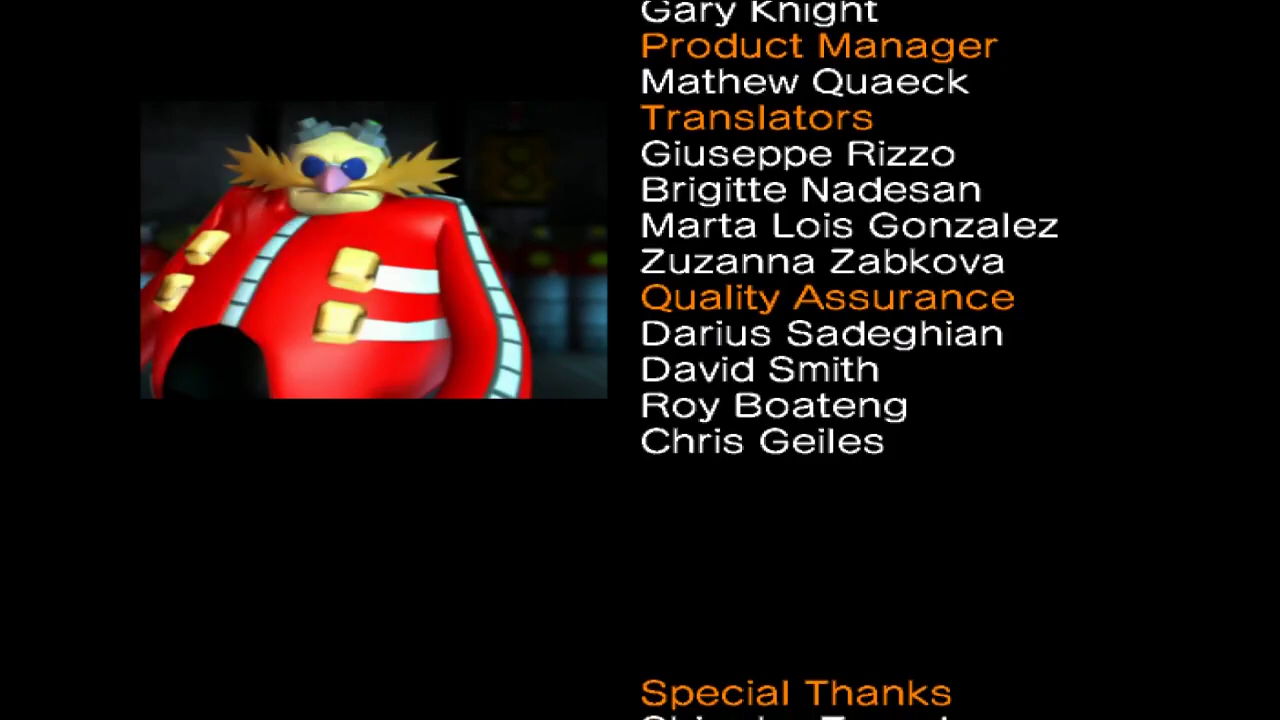 Gary Knight
Product Manager
Mathew Quaeck
Translators
Giuseppe Rizzo
Brigitte Nadesan
Marta Lois Gonzalez
Zuzanna Zabkova
Quality Assurance
Darius Sadeghian
David Smith
Roy Boateng
Chris Geiles
Special Thanks